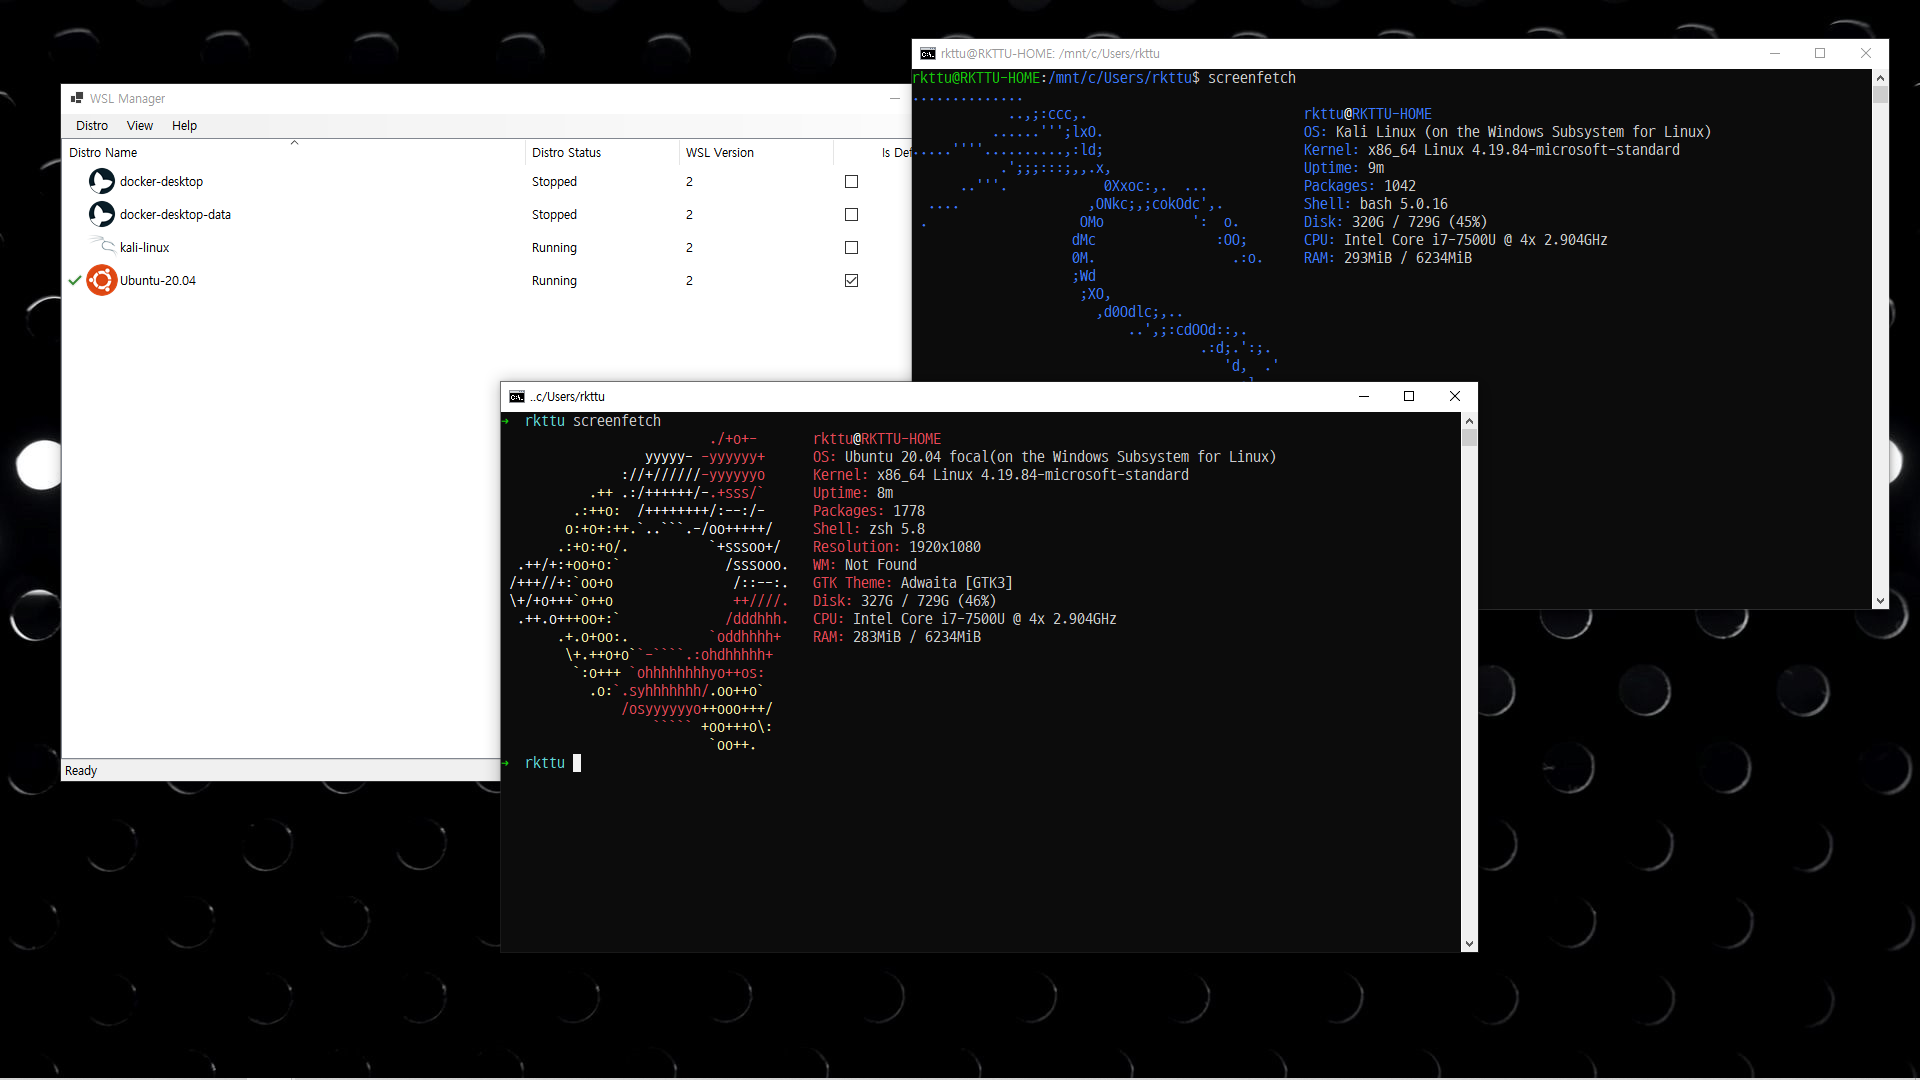 WSL Manager
Distro View Help
Distro Name Distro Status WSL Version Is Def
docker-desktop Stopped 2
docker-desktop-data Stopped 2
kali-linux Running 2
Ubuntu-20.04 Running 2
Ready
rkttu@RKTTU-HOME: /mnt/c/Users/rkttu
rkttu@RKTTU-HOME:/mnt/c/Users/rkttu$ screenfetch
rkttu@RKTTU-HOME
OS: Kali Linux (on the Windows Subsystem for Linux)
Kernel: x86_64 Linux 4.19.84-microsoft-standard
Uptime: 9m
Packages: 1042
Shell: bash 5.0.16
Disk: 320G / 729G (45%)
CPU: Intel Core i7-7500U @ 4x 2.904GHz
RAM: 293MiB / 6234MiB
..c/Users/rkttu
➜ rkttu screenfetch
rkttu@RKTTU-HOME
OS: Ubuntu 20.04 focal(on the Windows Subsystem for Linux)
Kernel: x86_64 Linux 4.19.84-microsoft-standard
Uptime: 8m
Packages: 1778
Shell: zsh 5.8
Resolution: 1920x1080
WM: Not Found
GTK Theme: Adwaita [GTK3]
Disk: 327G / 729G (46%)
CPU: Intel Core i7-7500U @ 4x 2.904GHz
RAM: 283MiB / 6234MiB
➜ rkttu